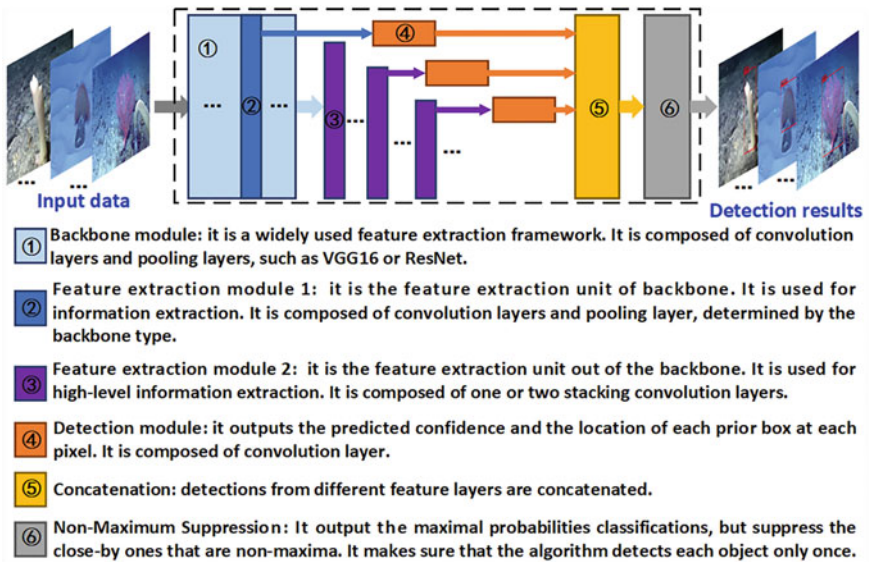 ①
②
③
④
⑤
⑥
...
...
...
...
...
...
...
Input data
Detection results
① Backbone module: it is a widely used feature extraction framework. It is composed of convolution
layers and pooling layers, such as VGG16 or ResNet.
② Feature extraction module 1: it is the feature extraction unit of backbone. It is used for
information extraction. It is composed of convolution layers and pooling layer, determined by the
backbone type.
③ Feature extraction module 2: it is the feature extraction unit out of the backbone. It is used for
high-level information extraction. It is composed of one or two stacking convolution layers.
④ Detection module: it outputs the predicted confidence and the location of each prior box at each
pixel. It is composed of convolution layer.
⑤ Concatenation: detections from different feature layers are concatenated.
⑥ Non-Maximum Suppression: It output the maximal probabilities classifications, but suppress the
close-by ones that are non-maxima. It makes sure that the algorithm detects each object only once.